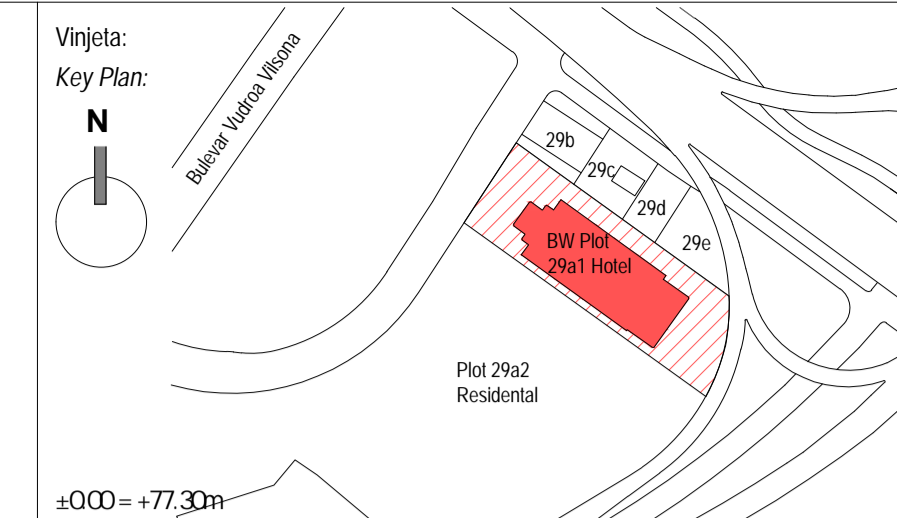 Vinjeta:
Key Plan:
N
Bulevar Vudroa Vilsona
29b
29c
29d
29e
BW Plot
29a1 Hotel
Plot 29a2
Residental
±0.00 = +77.30m